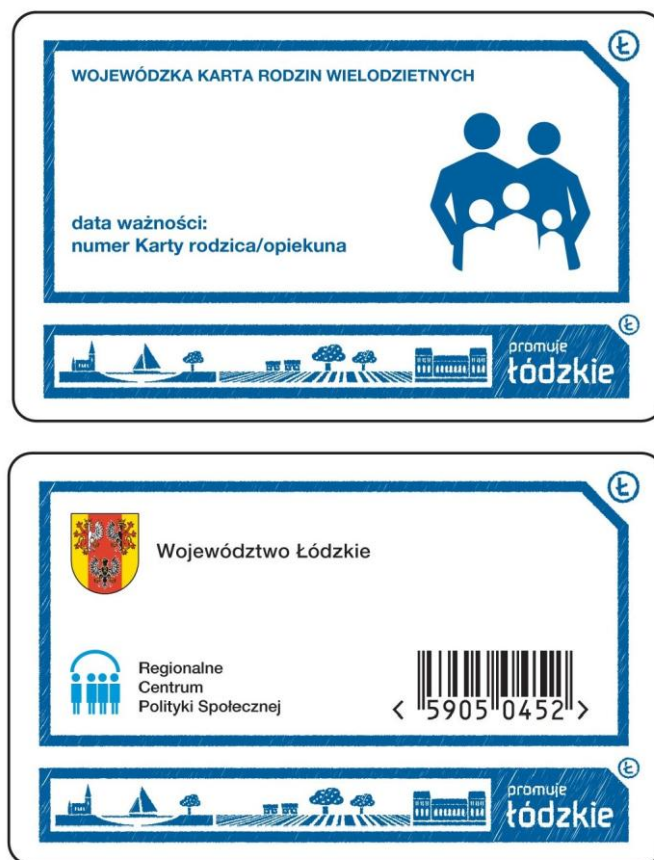 Ł
WOJEWÓDZKA KARTA RODZIN WIELODZIETNYCH
data ważności:
numer Karty rodzica/opiekuna
Ł
promuje
łódzkie
Ł
Województwo Łódzkie
Regionalne
Centrum
Polityki Społecznej
< 5905 0452 >
Ł
promuje
łódzkie